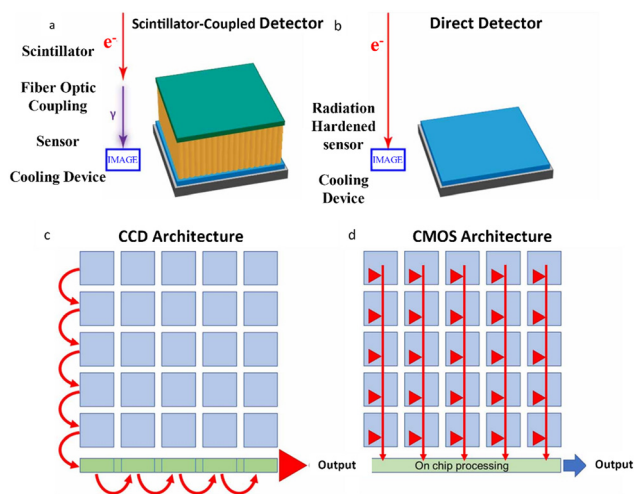 a
Scintillator-Coupled Detector
Scintillator
e-
Fiber Optic
Coupling
γ
Sensor
IMAGE
Cooling Device
b
Direct Detector
Radiation
Hardened
sensor
IMAGE
Cooling
Device
c
CCD Architecture
Output
d
CMOS Architecture
On chip processing
Output